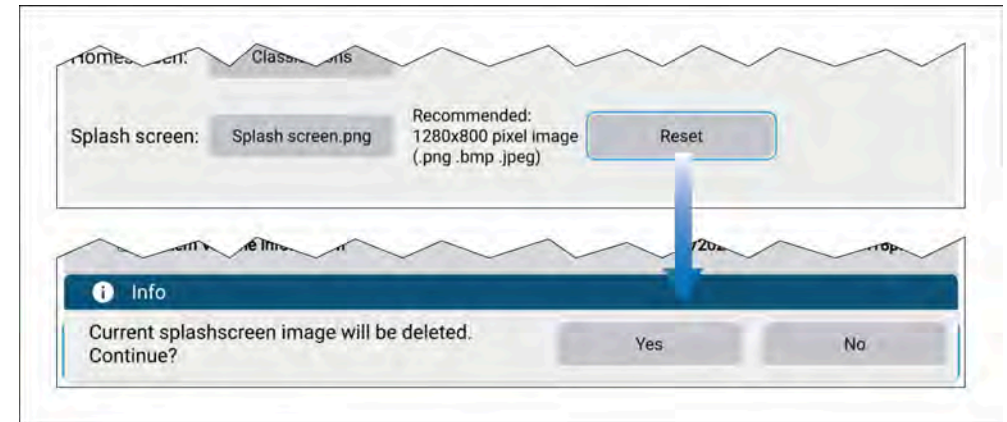 Splash screen:
Splash screen.png
Recommended:
1280x800 pixel image
(.png .bmp .jpeg)
Reset
Info
Current splashscreen image will be deleted.
Continue?
Yes
No